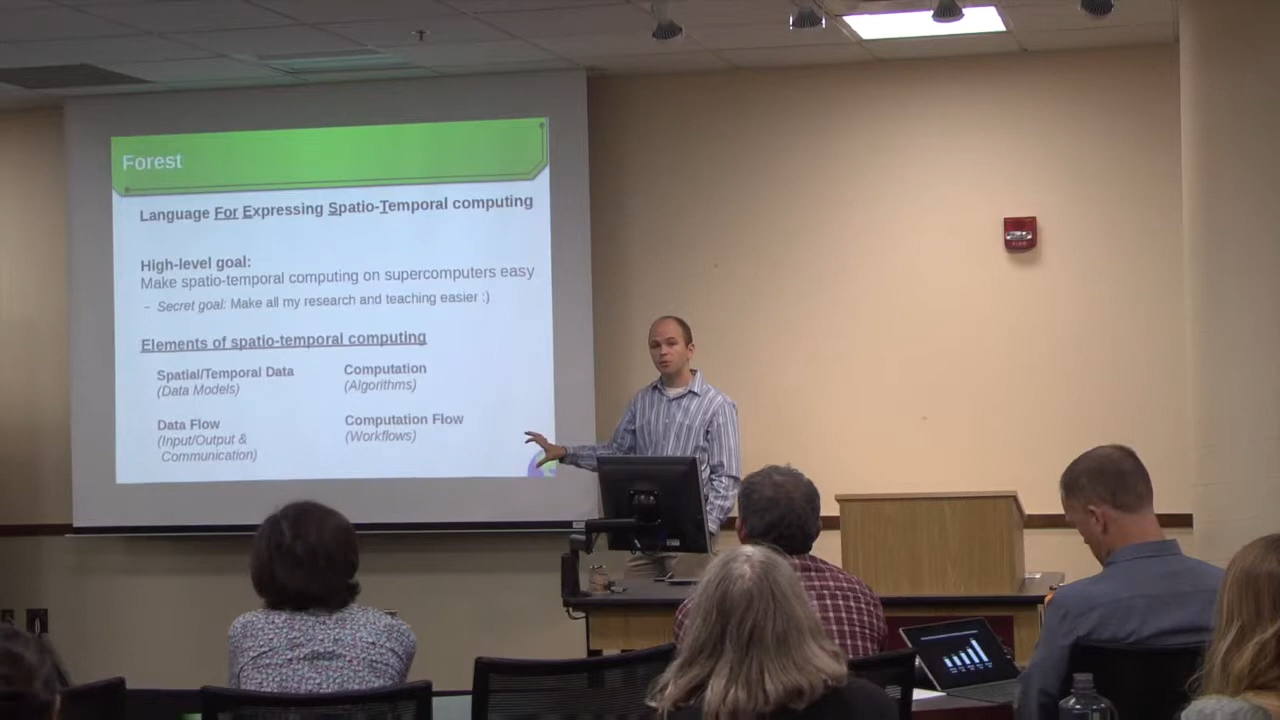 Forest
Language For Expressing Spatio-Temporal computing
High-level goal:
Make spatio-temporal computing on supercomputers easy
– Secret goal: Make all my research and teaching easier :)
Elements of spatio-temporal computing
Spatial/Temporal Data
(Data Models)
Computation
(Algorithms)
Data Flow
(Input/Output &
Communication)
Computation Flow
(Workflows)
FIRE